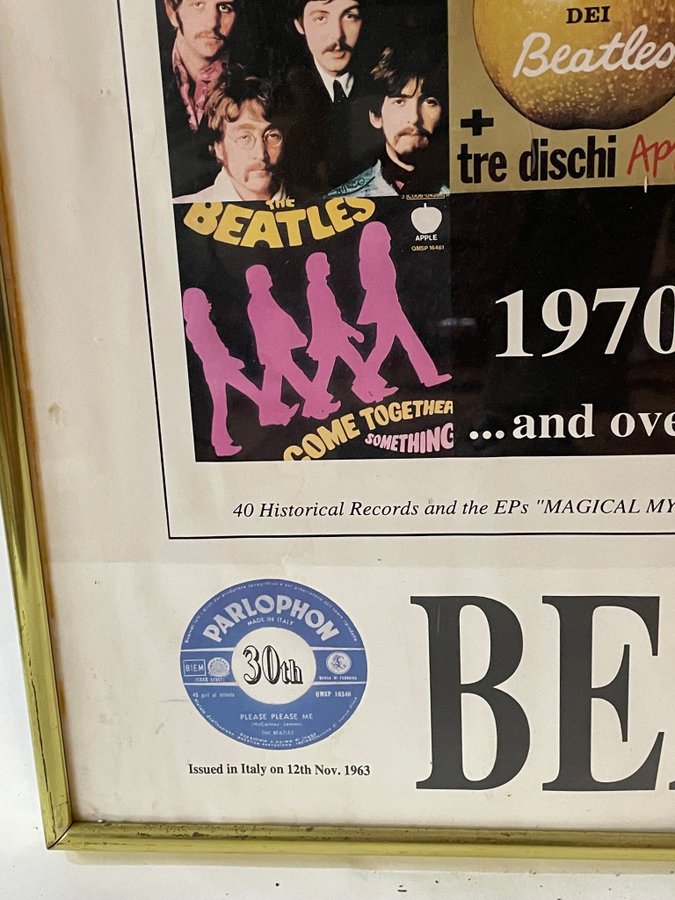 DEI
Beatles
+
tre dischi
THE
BEATLES
APPLE
QMSP 16461
1970
COME TOGETHER
SOMETHING
...and ove
40 Historical Records and the EPs "MAGICAL MY
PARLOPHON
MADE IN ITALY
30th
BIEM
45 giri al minuto
QMSP 16346
PLEASE PLEASE ME
(McCartney - Lennon)
THE BEATLES
Issued in Italy on 12th Nov. 1963
BE